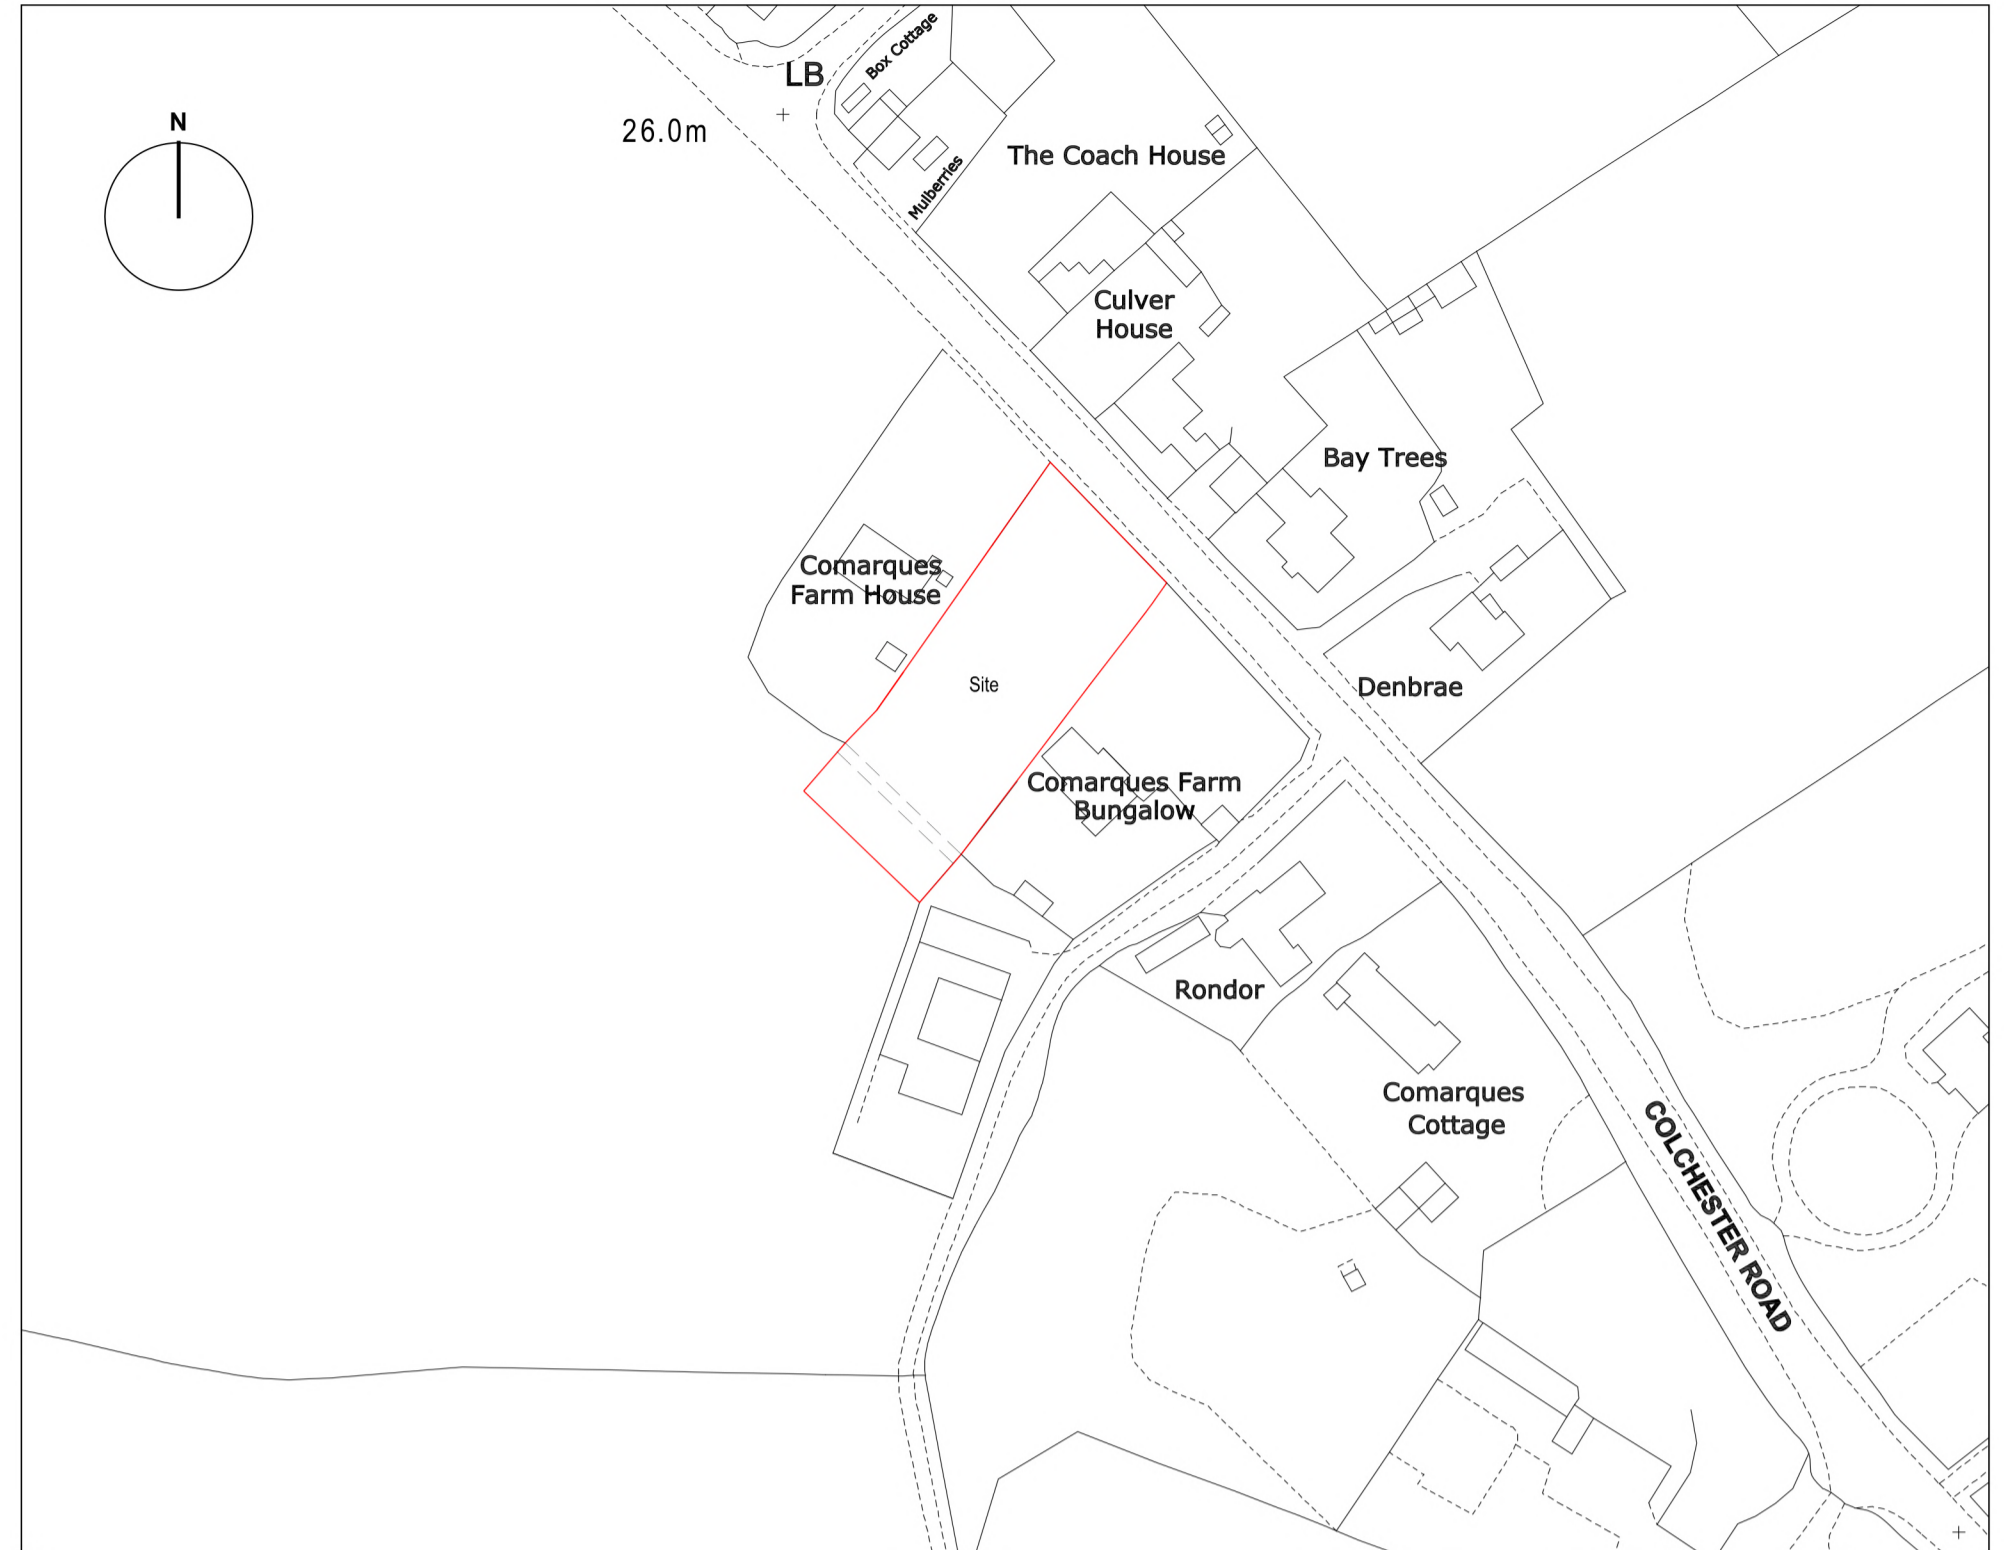 N
LB
Box Cottage
26.0m
The Coach House
Mulberries
Culver
House
Bay Trees
Comarques
Farm House
Site
Denbrae
Comarques Farm
Bungalow
Rondor
Comarques
Cottage
COLCHESTER ROAD